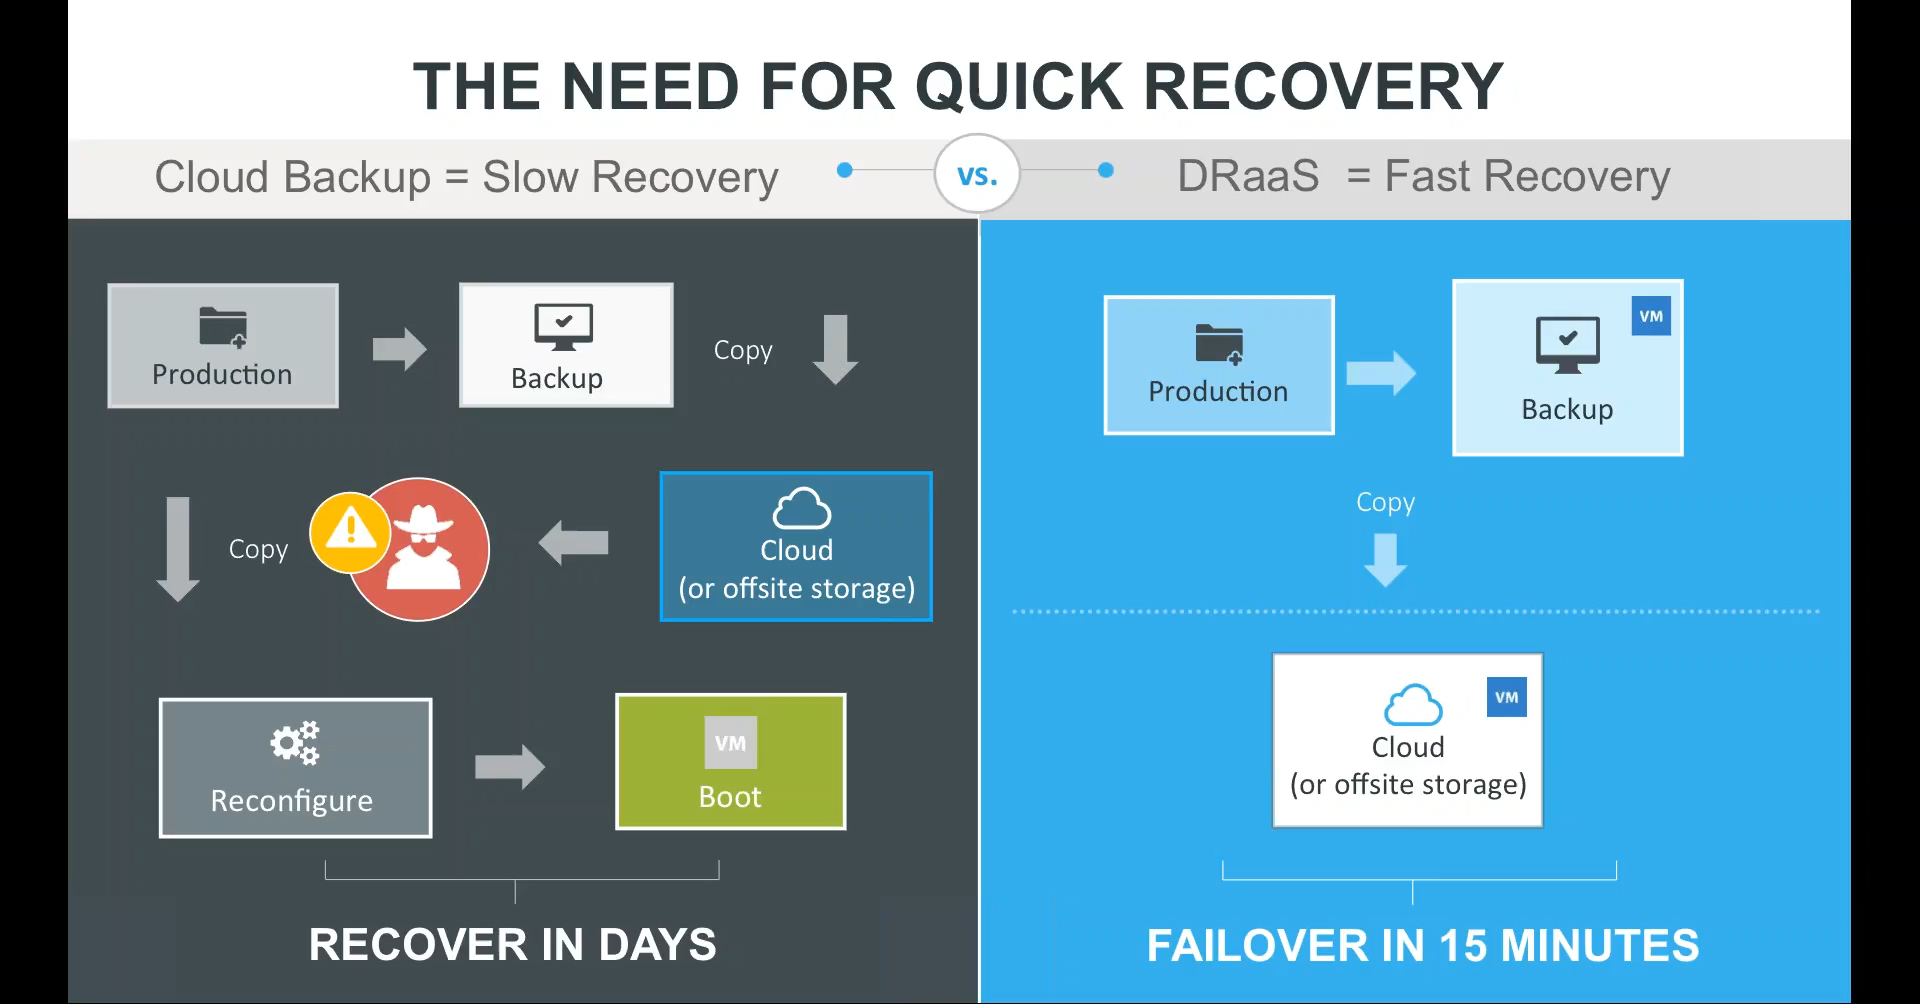 THE NEED FOR QUICK RECOVERY
Cloud Backup = Slow Recovery
vs.
DRaaS = Fast Recovery
Production
Backup
Copy
Cloud
(or offsite storage)
Copy
Reconfigure
VM
Boot
RECOVER IN DAYS
Production
VM
Backup
Copy
VM
Cloud
(or offsite storage)
FAILOVER IN 15 MINUTES